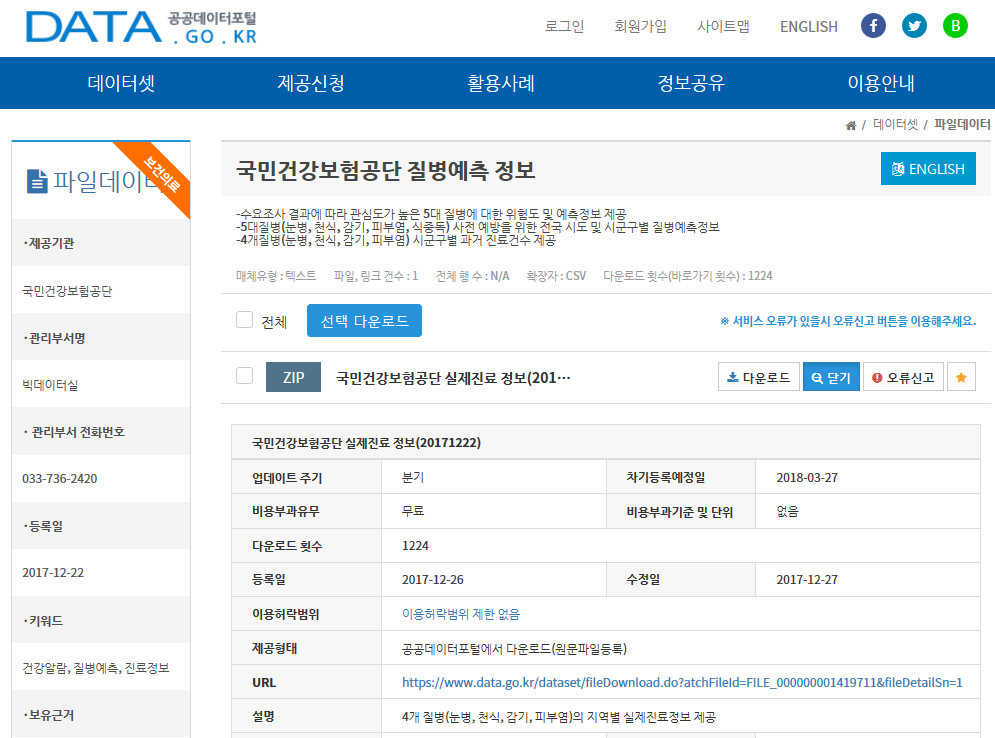 DATA 공공데이터포털
. GO . KR
로그인 회원가입 사이트맵 ENGLISH f B
데이터셋 제공신청 활용사례 정보공유 이용안내
/ 데이터셋 / 파일데이터
파일데이터
보건의료
·제공기관
국민건강보험공단
·관리부서명
빅데이터실
· 관리부서 전화번호
033-736-2420
·등록일
2017-12-22
·키워드
건강알람, 질병예측, 진료정보
·보유근거
국민건강보험공단 질병예측 정보
ENGLISH
-수요조사 결과에 따라 관심도가 높은 5대 질병에 대한 위험도 및 예측정보 제공
-5대질병(눈병, 천식, 감기, 피부염, 식중독) 사전 예방을 위한 전국 시도 및 시군구별 질병예측정보
-4개질병(눈병, 천식, 감기, 피부염) 시군구별 과거 진료건수 제공
매체유형 : 텍스트 파일, 링크 건수 : 1 전체 행 수 : N/A 확장자 : CSV 다운로드 횟수(바로가기 횟수) : 1224
전체 선택 다운로드 ※ 서비스 오류가 있을시 오류신고 버튼을 이용해주세요.
ZIP 국민건강보험공단 실제진료 정보(201··· 다운로드 닫기 오류신고
국민건강보험공단 실제진료 정보(20171222)
업데이트 주기 분기 차기등록예정일 2018-03-27
비용부과유무 무료 비용부과기준 및 단위 없음
다운로드 횟수 1224
등록일 2017-12-26 수정일 2017-12-27
이용허락범위 이용허락범위 제한 없음
제공형태 공공데이터포털에서 다운로드(원문파일등록)
URL https://www.data.go.kr/dataset/fileDownload.do?atchFileId=FILE_000000001419711&fileDetailSn=1
설명 4개 질병(눈병, 천식, 감기, 피부염)의 지역별 실제진료정보 제공